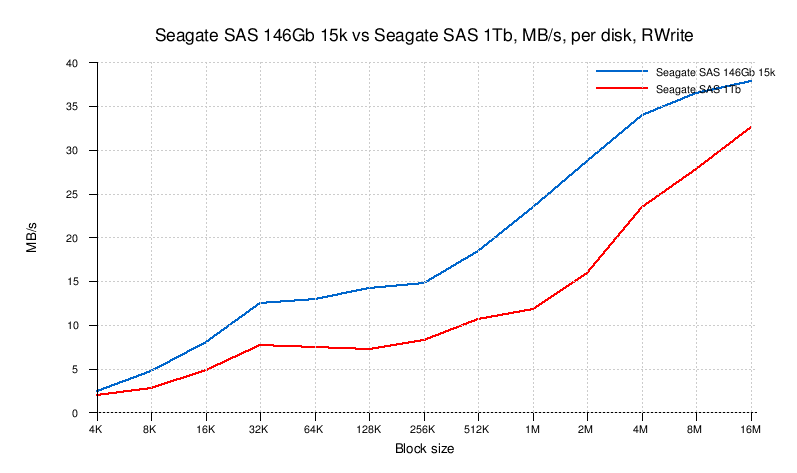 Seagate SAS 146Gb 15k vs Seagate SAS 1Tb, MB/s, per disk, RWrite
Seagate SAS 146Gb 15k
Seagate SAS 1Tb
40
35
30
25
20
15
10
5
0
MB/s
4K 8K 16K 32K 64K 128K 256K 512K 1M 2M 4M 8M 16M
Block size